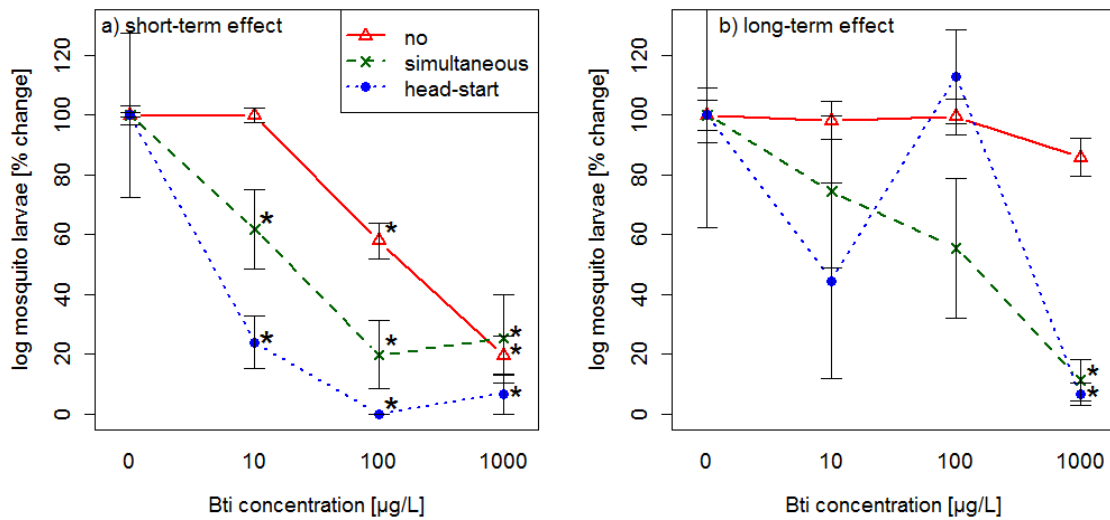 a) short-term effect
no
simultaneous
head-start
log mosquito larvae [% change]
0
20
40
60
80
100
120
*
*
*
*
*
*
*
*
0 10 100 1000
Bti concentration [µg/L]
b) long-term effect
log mosquito larvae [% change]
0
20
40
60
80
100
120
*
*
0 10 100 1000
Bti concentration [µg/L]